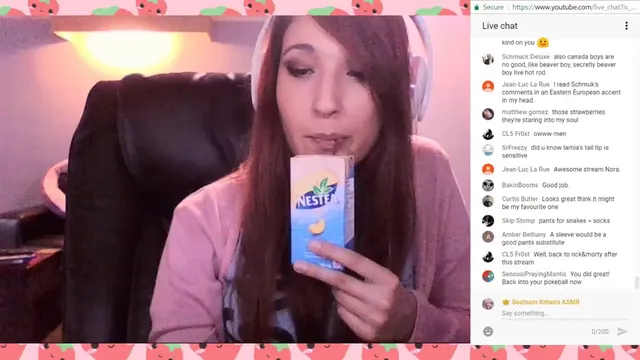 Secure https://www.youtube.com/live_chat?is_
Live chat
kind on you
Schmuck Deluxe also canada boys are
no good, like beaver boy, secretly beaver
boy live hot rod
Jean-Luc La Rue I read Schmuk's
comments in an Eastern European accent
in my head.
matthew gomez those strawberries
they're staring into my soul
CL5 Fr0st owww men
SrFreezy did u know lamia's tail tip is
sensitive
Jean-Luc La Rue Awesome stream Nora.
BakinBooms Good job.
Curtis Butler Looks great think it might
be my favourite one
Skip Stomp pants for snakes = socks.
A Amber Bethany A sleeve would be a
good pants substitute
CL5 Fr0st Well, back to rick&morty after
this stream
SensualPrayingMantis You did great!
Back into your pokeball now
Seafoam Kitten's ASMR
Say something...
0/200
NESTEA